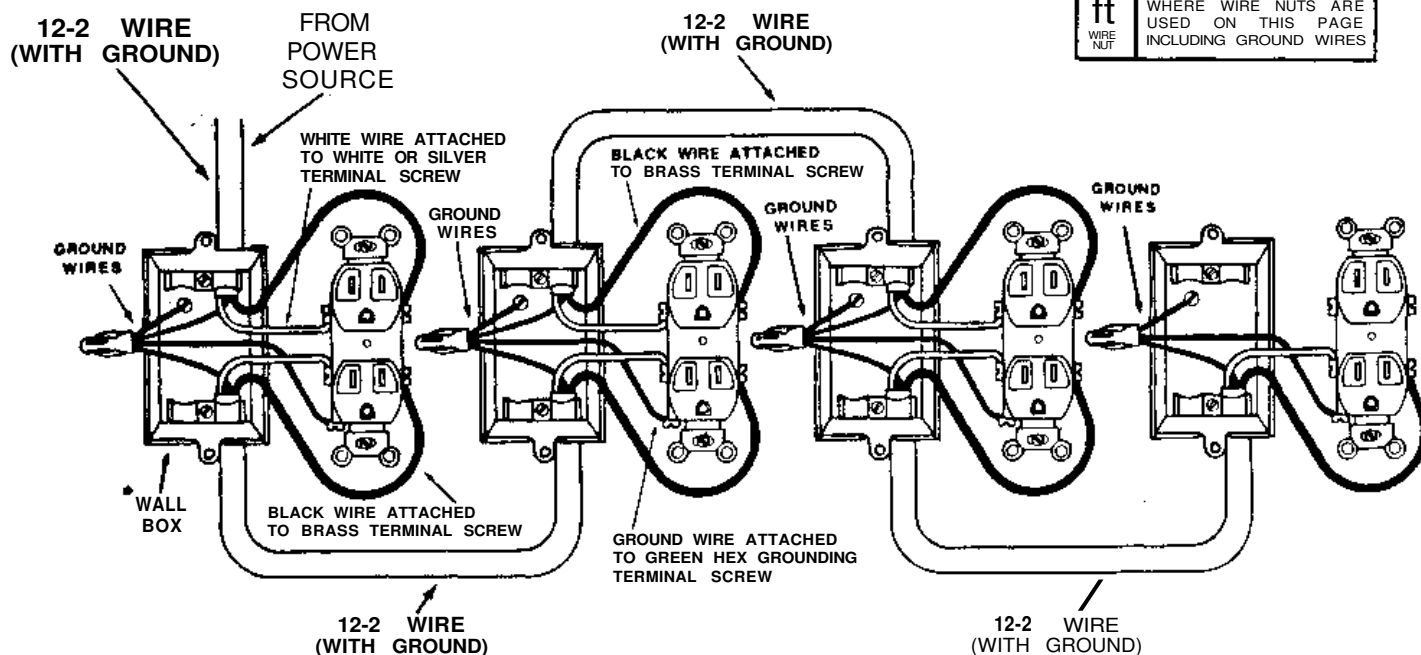 12-2 WIRE
(WITH GROUND)
FROM
POWER
SOURCE
12-2 WIRE
(WITH GROUND)
ft
WIRE
NUT
WHERE WIRE NUTS ARE
USED ON THIS PAGE
INCLUDING GROUND WIRES
WHITE WIRE ATTACHED
TO WHITE OR SILVER
TERMINAL SCREW
BLACK WIRE ATTACHED
TO BRASS TERMINAL SCREW
GROUND
WIRES
GROUND
WIRES
GROUND
WIRES
GROUND
WIRES
WALL
BOX
BLACK WIRE ATTACHED
TO BRASS TERMINAL SCREW
GROUND WIRE ATTACHED
TO GREEN HEX GROUNDING
TERMINAL SCREW
12-2 WIRE
(WITH GROUND)
12-2 WIRE
(WITH GROUND)